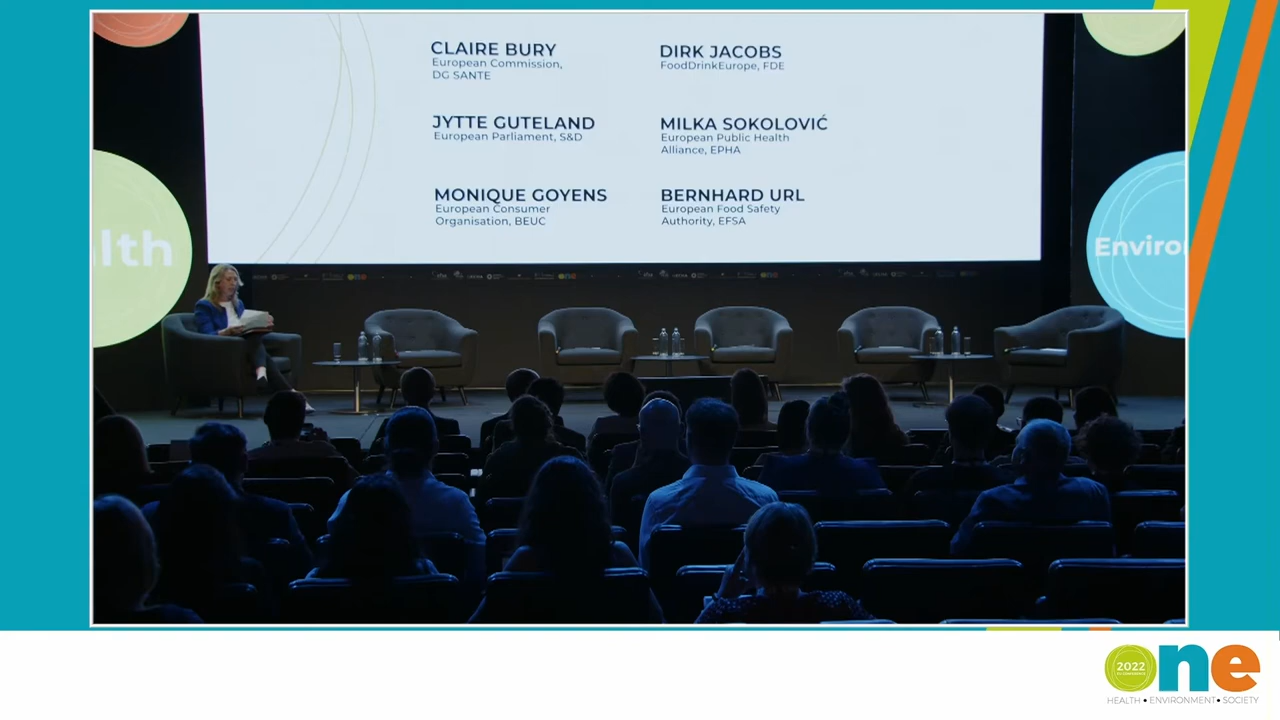 CLAIRE BURY
European Commission,
DG SANTE
DIRK JACOBS
FoodDrinkEurope, FDE
JYTTE GUTELAND
European Parliament, S&D
MILKA SOKOLOVIĆ
European Public Health
Alliance, EPHA
MONIQUE GOYENS
European Consumer
Organisation, BEUC
BERNHARD URL
European Food Safety
Authority, EFSA
lth
Enviro
2022
one
HEALTH • ENVIRONMENT • SOCIETY